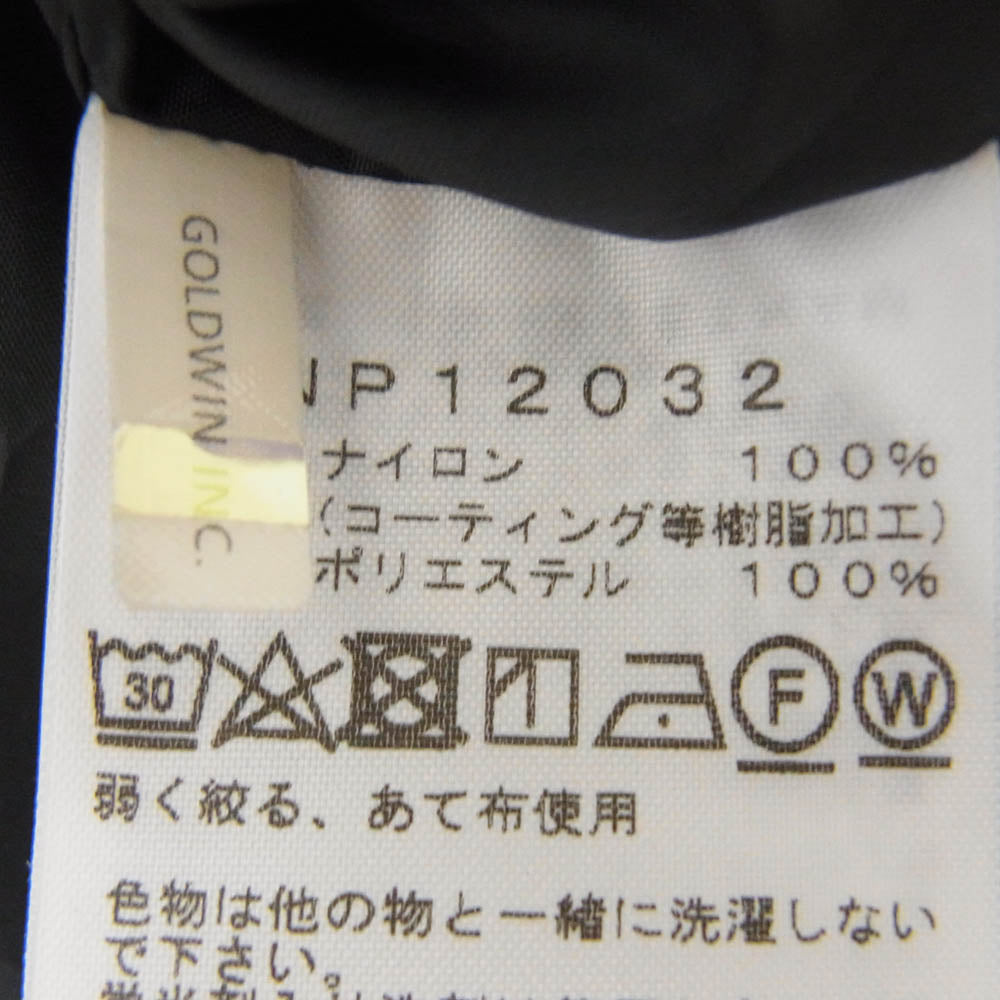 GOLDWIN INC.
NP12032
ナイロン 100%
(コーティング等樹脂加工)
ポリエステル 100%
30 F W
弱く絞る、あて布使用
色物は他の物と一緒に洗濯しない
で下さい。